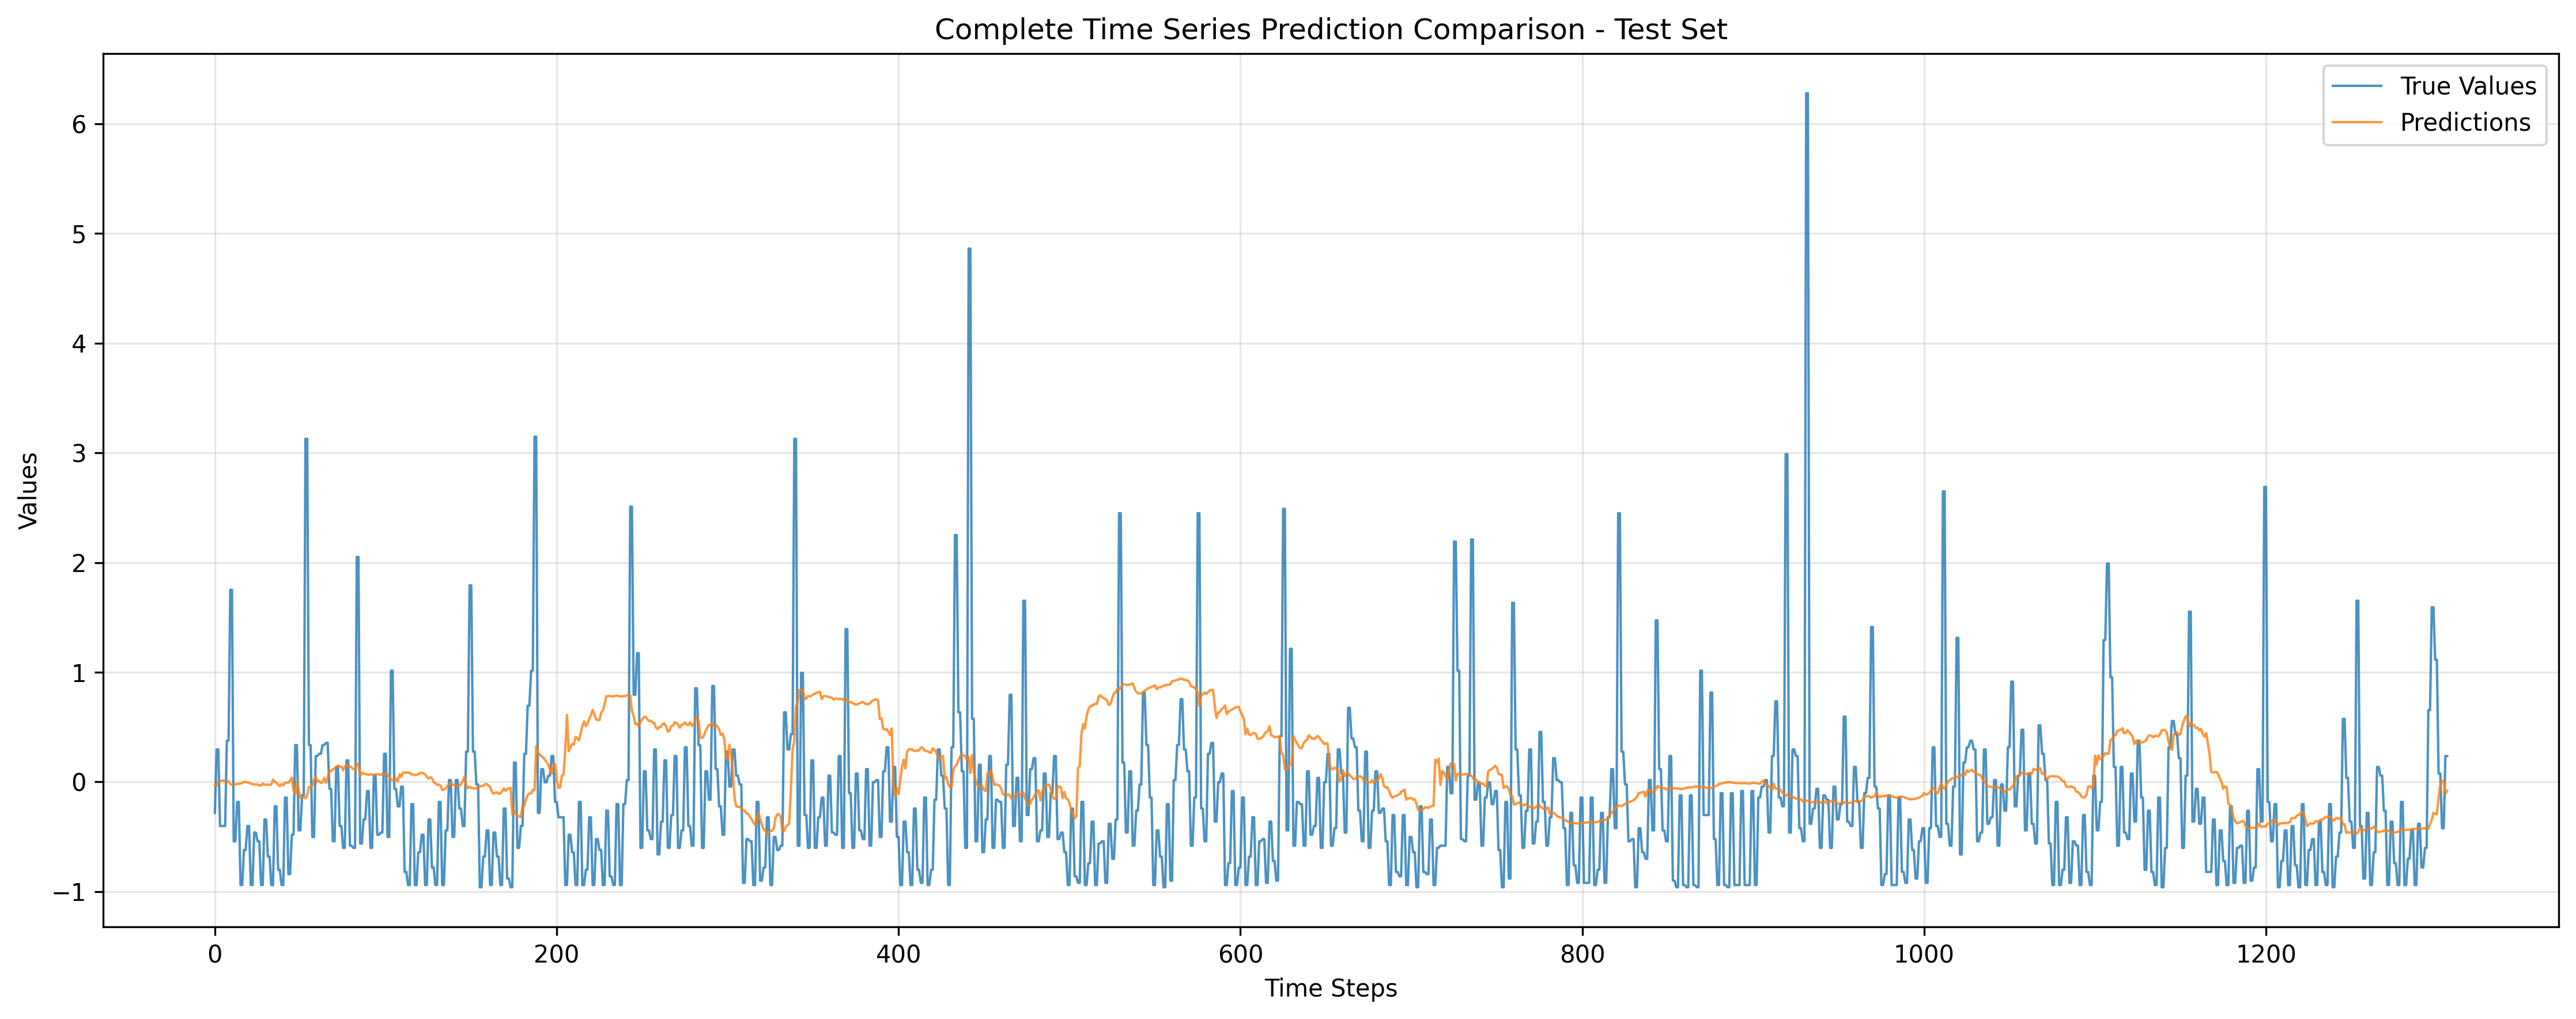 Complete Time Series Prediction Comparison - Test Set
True Values
Predictions
Values
6
5
4
3
2
1
0
−1
0 200 400 600 800 1000 1200
Time Steps